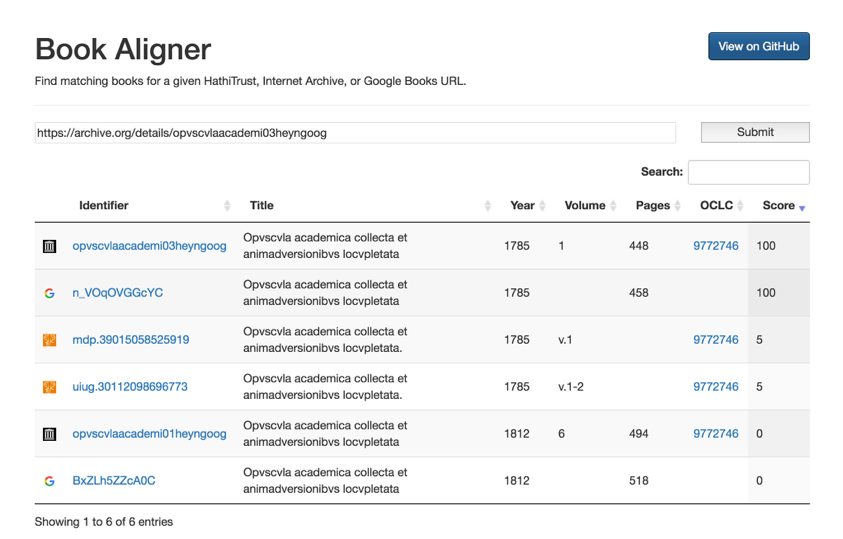 Book Aligner
View on GitHub
Find matching books for a given HathiTrust, Internet Archive, or Google Books URL.
https://archive.org/details/opvscvlaacademi03heyngoog
Submit
Search:
Identifier Title Year Volume Pages OCLC Score
opvscvlaacademi03heyngoog Opvscvla academica collecta et 1785 1 448 9772746 100
animadversionibvs locvpletata
n_VOqOVGGcYC Opvscvla academica collecta et 1785 458 100
animadversionibvs locvpletata
mdp.39015058525919 Opvscvla academica collecta et 1785 v.1 9772746 5
animadversionibvs locvpletata.
uiug.30112098696773 Opvscvla academica collecta et 1785 v.1-2 9772746 5
animadversionibvs locvpletata.
opvscvlaacademi01heyngoog Opvscvla academica collecta et 1812 6 494 9772746 0
animadversionibvs locvpletata
BxZLh5ZZcA0C Opvscvla academica collecta et 1812 518 0
animadversionibvs locvpletata
Showing 1 to 6 of 6 entries